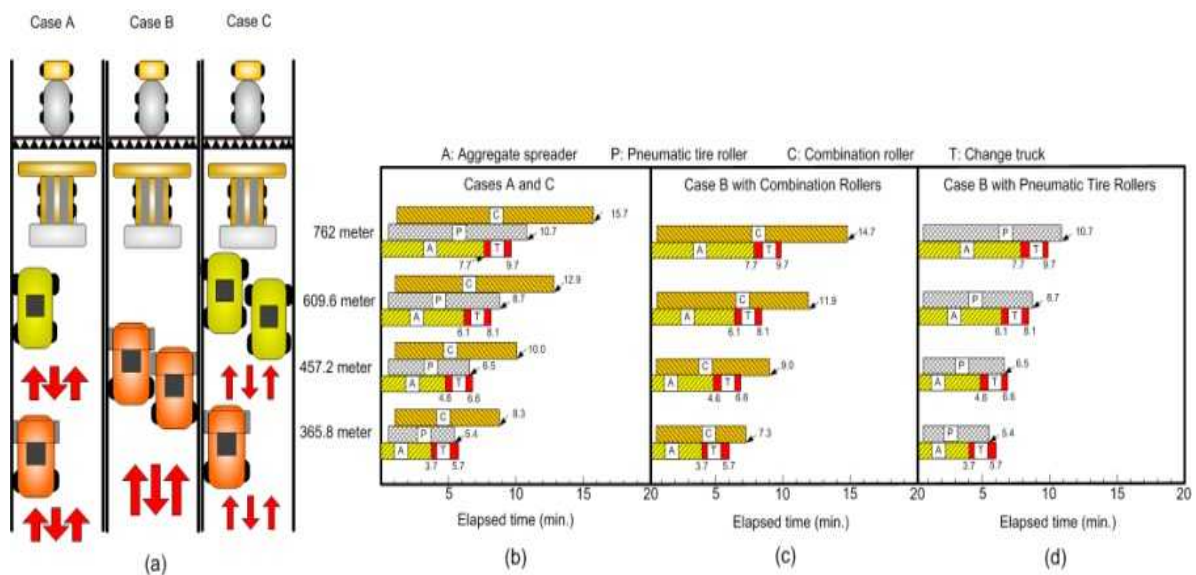 Case A Case B Case C
A: Aggregate spreader P: Pneumatic tire roller C: Combination roller T: Change truck
Cases A and C Case B with Combination Rollers Case B with Pneumatic Tire Rollers
762 meter
C 15.7
P 10.7
A T
7.7 9.7
C 14.7
A T
7.7 9.7
P 10.7
A T
7.7 9.7
609.6 meter
C 12.9
P 8.7
A T
6.1 8.1
C 11.9
A T
6.1 8.1
P 8.7
A T
6.1 8.1
457.2 meter
C 10.0
P 6.5
A T
4.6 6.6
C 9.0
A T
4.6 6.6
P 6.5
A T
4.6 6.6
365.8 meter
C 8.3
P 5.4
A T
3.7 5.7
C 7.3
A T
3.7 5.7
P 5.4
A T
3.7 5.7
5 10 15 20 5 10 15 20 5 10 15 20
Elapsed time (min.) Elapsed time (min.) Elapsed time (min.)
(a) (b) (c) (d)